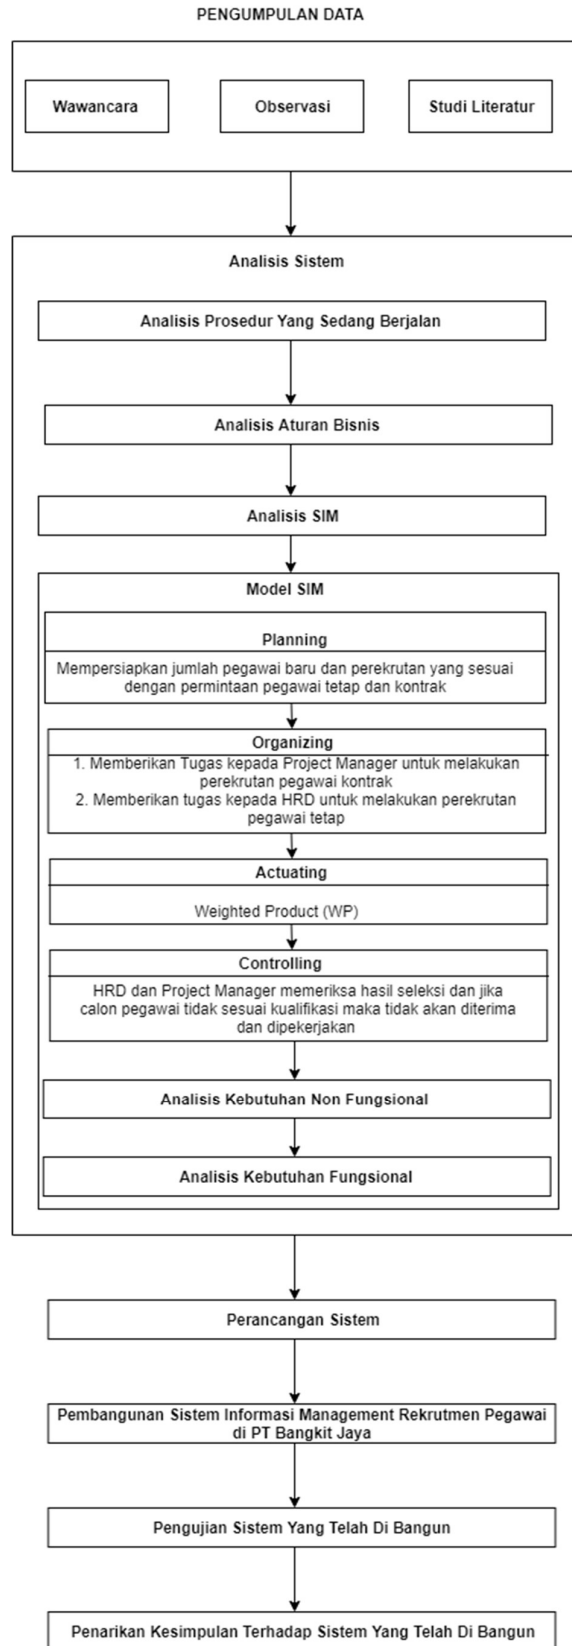 PENGUMPULAN DATA
Wawancara
Observasi
Studi Literatur
Analisis Sistem
Analisis Prosedur Yang Sedang Berjalan
Analisis Aturan Bisnis
Analisis SIM
Model SIM
Planning
Mempersiapkan jumlah pegawai baru dan perekrutan yang sesuai
dengan permintaan pegawai tetap dan kontrak
Organizing
1. Memberikan Tugas kepada Project Manager untuk melakukan
perekrutan pegawai kontrak
2. Memberikan tugas kepada HRD untuk melakukan perekrutan
pegawai tetap
Actuating
Weighted Product (WP)
Controlling
HRD dan Project Manager memeriksa hasil seleksi dan jika
calon pegawai tidak sesuai kualifikasi maka tidak akan diterima
dan dipekerjakan
Analisis Kebutuhan Non Fungsional
Analisis Kebutuhan Fungsional
Perancangan Sistem
Pembangunan Sistem Informasi Management Rekrutmen Pegawai
di PT Bangkit Jaya
Pengujian Sistem Yang Telah Di Bangun
Penarikan Kesimpulan Terhadap Sistem Yang Telah Di Bangun